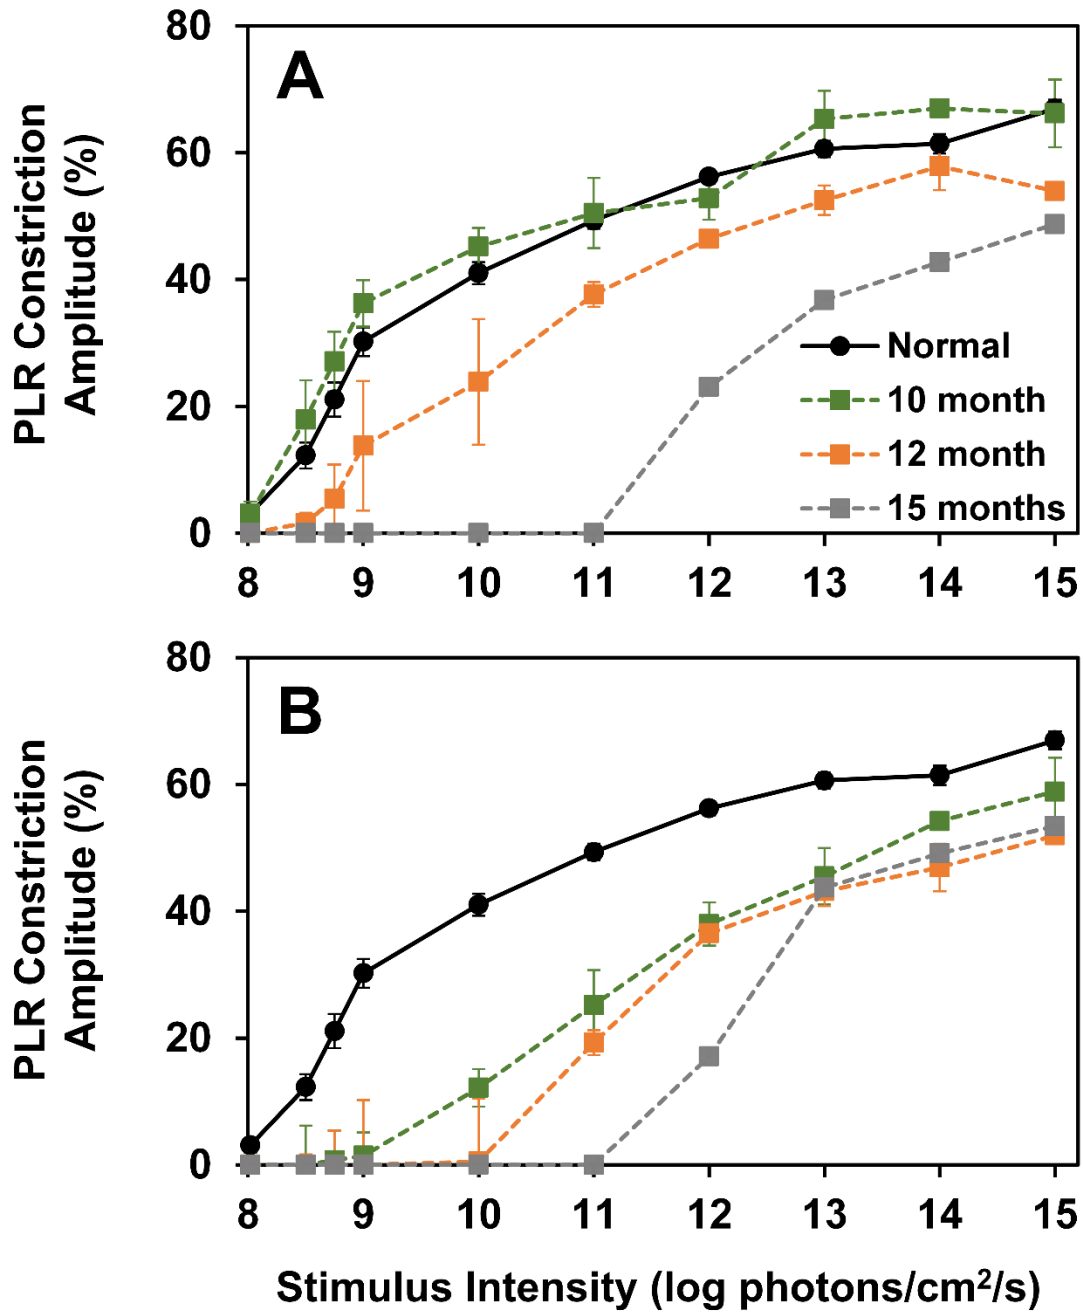 80
A
60
40
20
0
PLR Constriction
Amplitude (%)
Normal
10 month
12 month
15 months
8 9 10 11 12 13 14 15
80
B
60
40
20
0
PLR Constriction
Amplitude (%)
8 9 10 11 12 13 14 15
Stimulus Intensity (log photons/cm²/s)